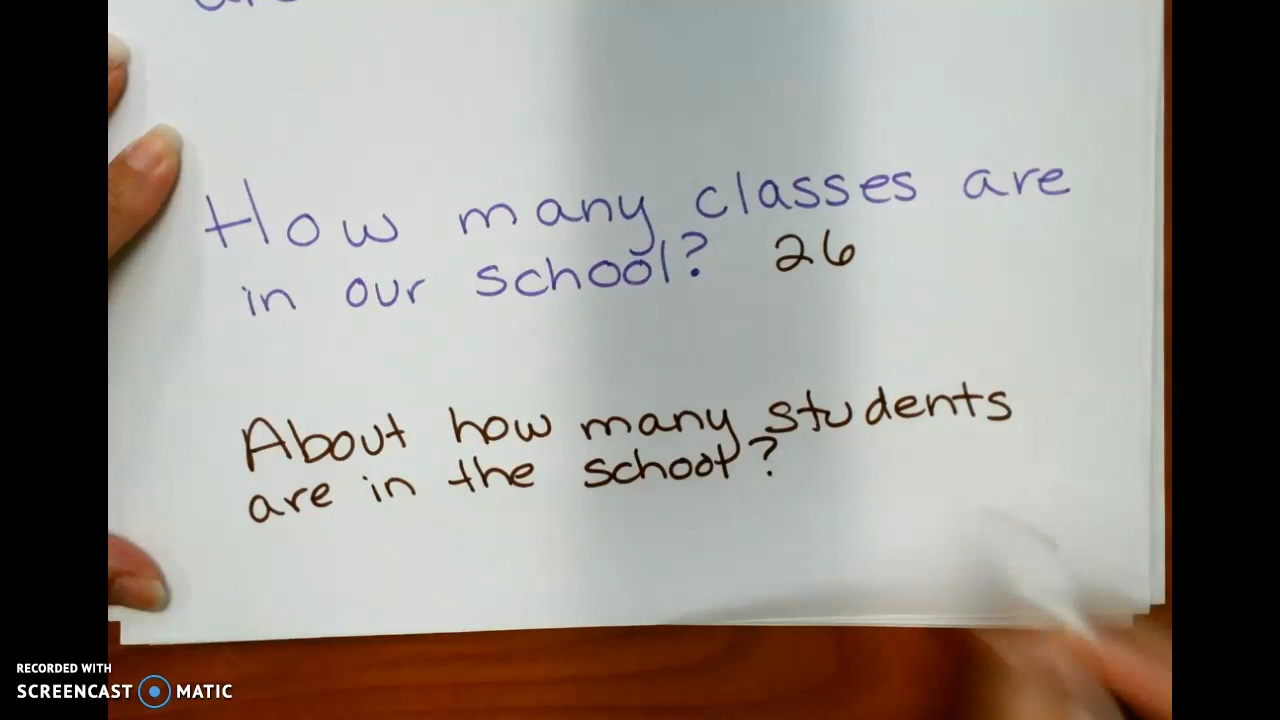 are
How many classes are
in our school? 26
About how many students
are in the school?
RECORDED WITH
SCREENCAST MATIC